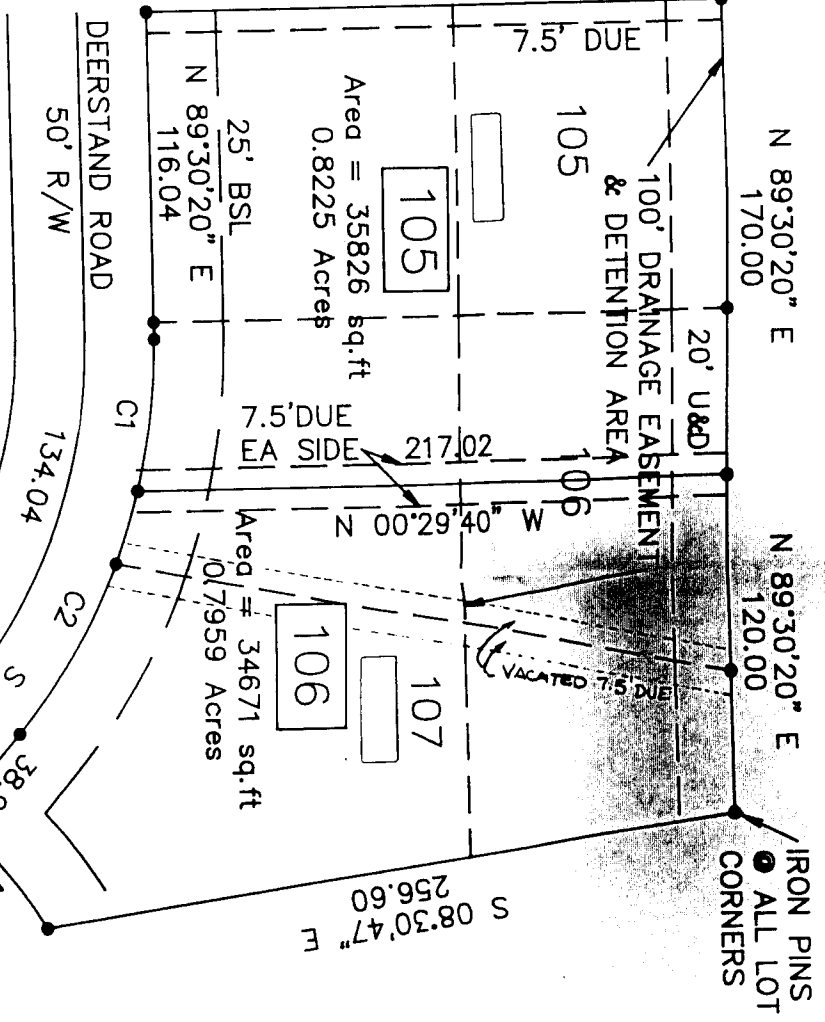 N 89°30'20" E
170.00
N 89°30'20" E
120.00
IRON PINS
@ ALL LOT
CORNERS
7.5' DUE
100' DRAINAGE EASEMENT
& DETENTION AREA
20' U&D
105
106
107
VACATED 7.5' DUE
105
Area = 35826 sq.ft
0.8225 Acres
7.5'DUE
EA SIDE
217.02
N 00°29'40" W
106
Area = 34671 sq.ft
0.7959 Acres
S 08°30'47" E
256.60
25' BSL
N 89°30'20" E
116.04
DEERSTAND ROAD
50' R/W
C1
C2
134.04
S